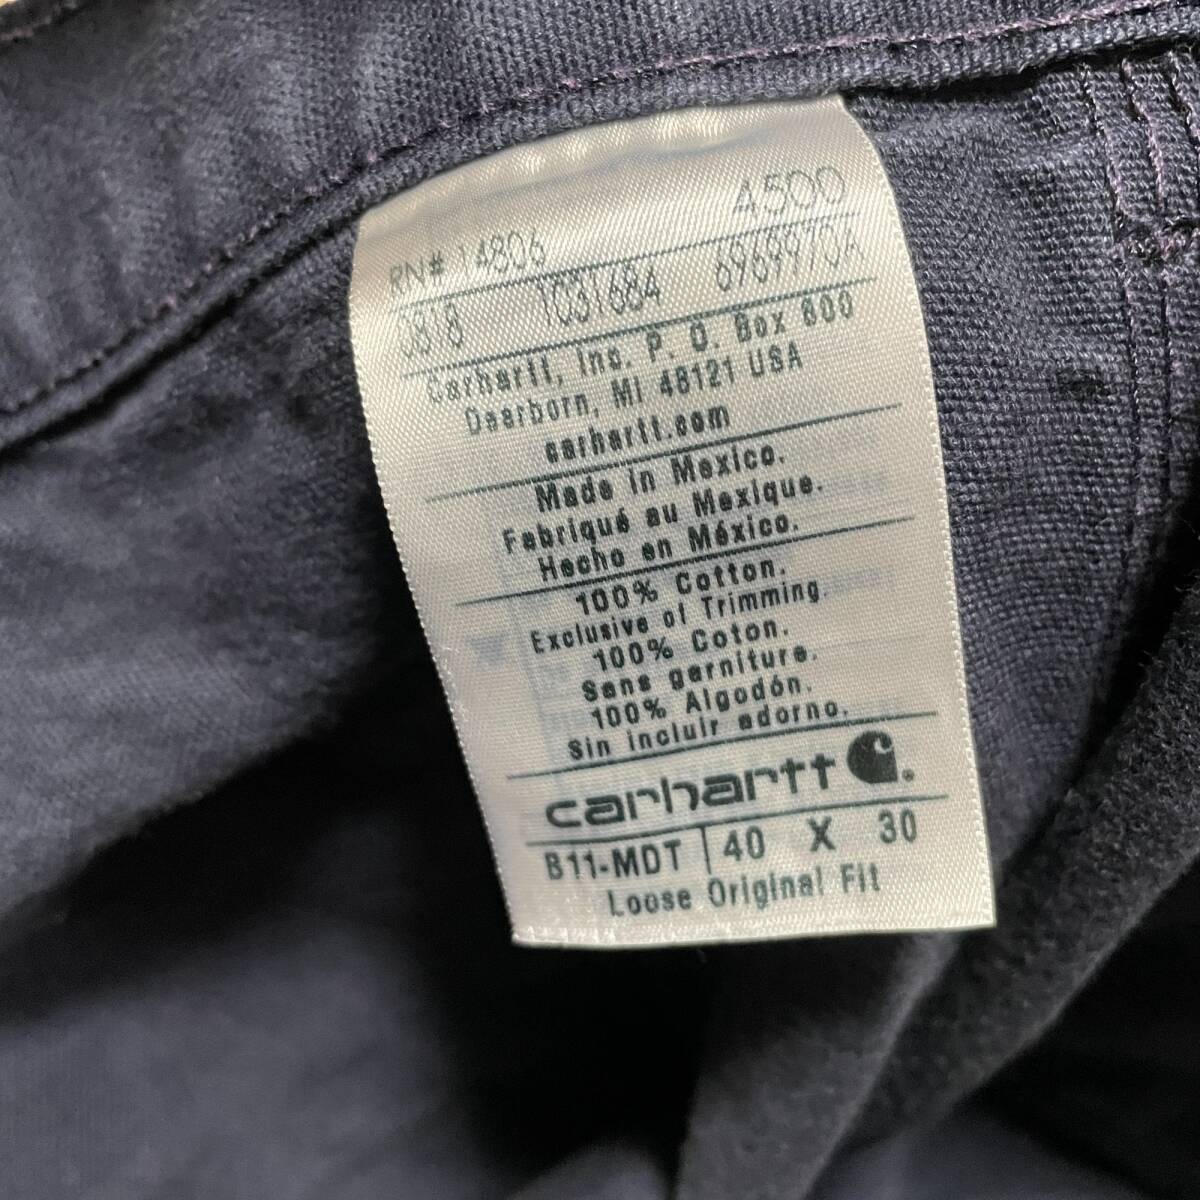 4500
RN# 14806
0818 1031684 6969970A
Carhartt, Inc. P. O. Box 600
Dearborn, MI 48121 USA
carhartt.com
Made in Mexico.
Fabriqué au Mexique.
Hecho en México.
100% Cotton.
Exclusive of Trimming.
100% Coton.
Sans garniture.
100% Algodón.
Sin incluir adorno.
carhartt
B11-MDT 40 X 30
Loose Original Fit